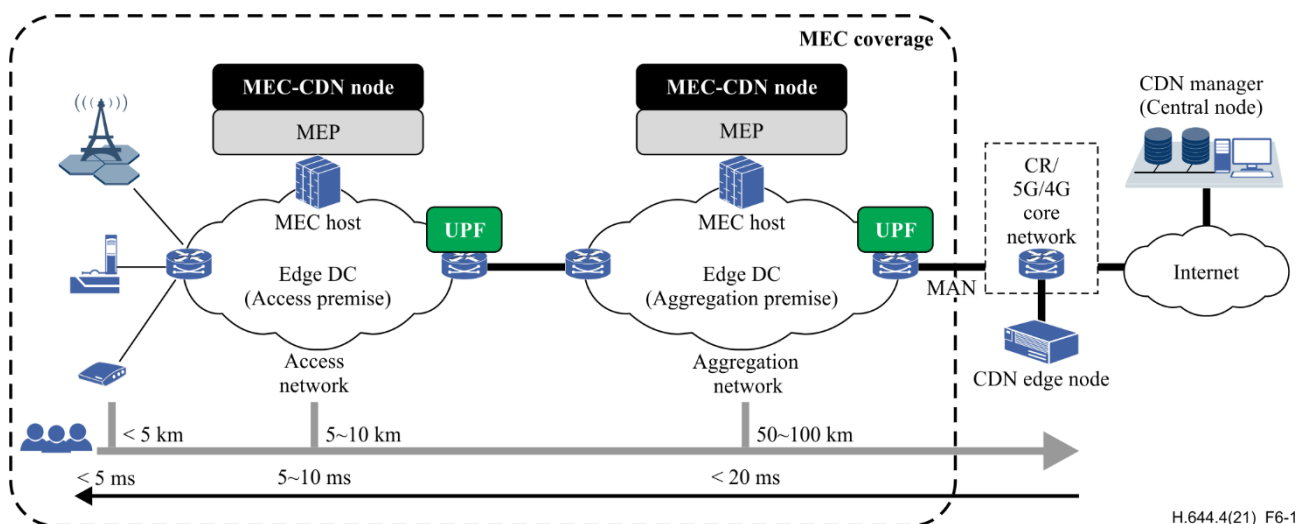 MEC coverage
MEC-CDN node
MEP
MEC host
UPF
Edge DC
(Access premise)
Access
network
MEC-CDN node
MEP
MEC host
UPF
Edge DC
(Aggregation premise)
Aggregation
network
MAN
CR/
5G/4G
core
network
CDN edge node
CDN manager
(Central node)
Internet
< 5 km
5~10 km
50~100 km
< 5 ms
5~10 ms
< 20 ms
H.644.4(21)_F6-1